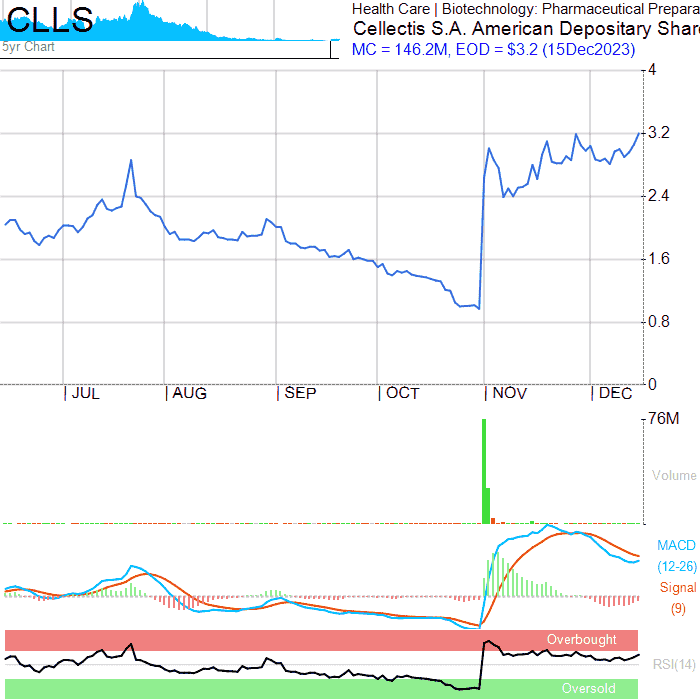 CLLS
5yr Chart
Health Care | Biotechnology: Pharmaceutical Prepara
Cellectis S.A. American Depositary Shar
MC = 146.2M, EOD = $3.2 (15Dec2023)
4
3.2
2.4
1.6
0.8
0
JUL
AUG
SEP
OCT
NOV
DEC
76M
Volume
MACD
(12-26)
Signal
(9)
Overbought
RSI(14)
Oversold